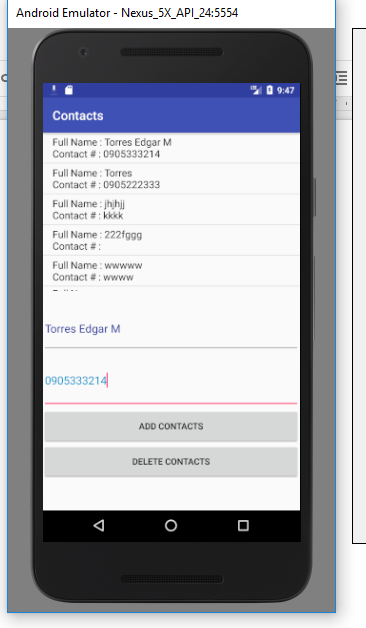 Android Emulator - Nexus_5X_API_24:5554
9:47
Contacts
Full Name : Torres Edgar M
Contact # : 0905333214
Full Name : Torres
Contact # : 0905222333
Full Name : jhjhjj
Contact # : kkkk
Full Name : 222fggg
Contact # :
Full Name : wwwww
Contact # : wwww
Torres Edgar M
0905333214
ADD CONTACTS
DELETE CONTACTS